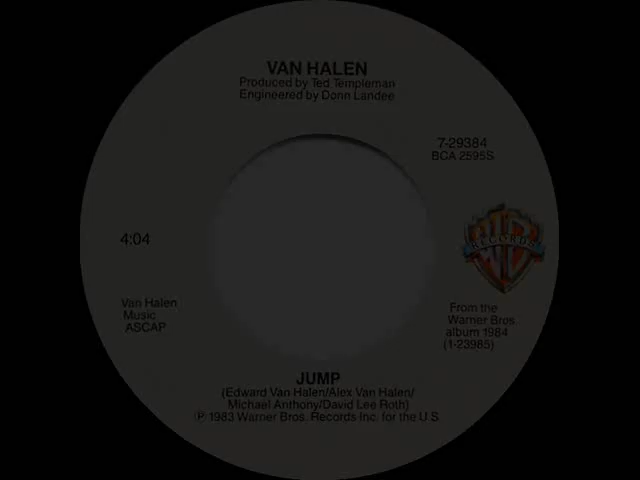 VAN HALEN
Produced by Ted Templeman
Engineered by Donn Landee
7-29384
BCA 2595S
4:04
RECORDS
Van Halen
Music
ASCAP
From the
Warner Bros.
album 1984
(1-23985)
JUMP
(Edward Van Halen/Alex Van Halen/
Michael Anthony/David Lee Roth)
℗ 1983 Warner Bros. Records Inc. for the U S